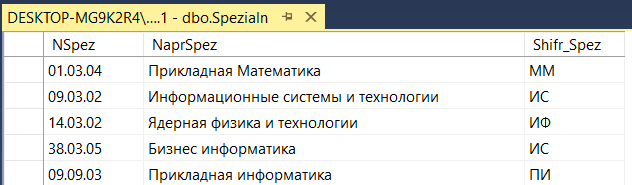 DESKTOP-MG9K2R4\....1 - dbo.Spezialn
NSpez NaprSpez Shifr_Spez
01.03.04 Прикладная Математика ММ
09.03.02 Информационные системы и технологии ИС
14.03.02 Ядерная физика и технологии ИФ
38.03.05 Бизнес информатика ИС
09.09.03 Прикладная информатика ПИ